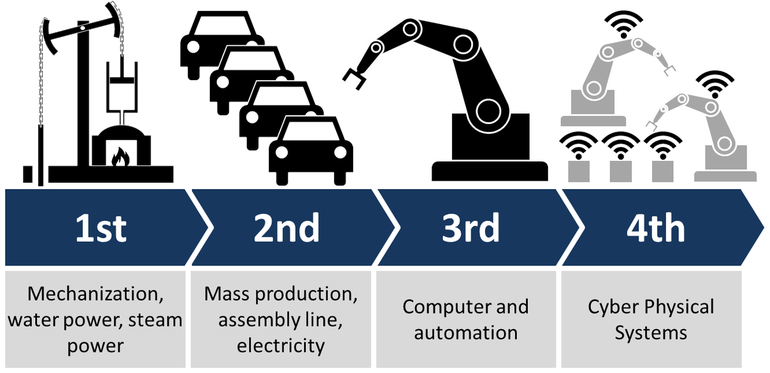 1st
2nd
3rd
4th
Mechanization,
water power, steam
power
Mass production,
assembly line,
electricity
Computer and
automation
Cyber Physical
Systems